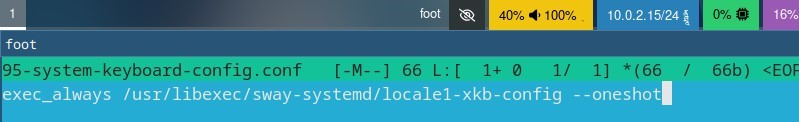 1 foot 40% 100% 10.0.2.15/24 0% 16%
foot
95-system-keyboard-config.conf [-M--] 66 L:[ 1+ 0 1/ 1] *(66 / 66b) <EOF
exec_always /usr/libexec/sway-systemd/locale1-xkb-config --oneshot